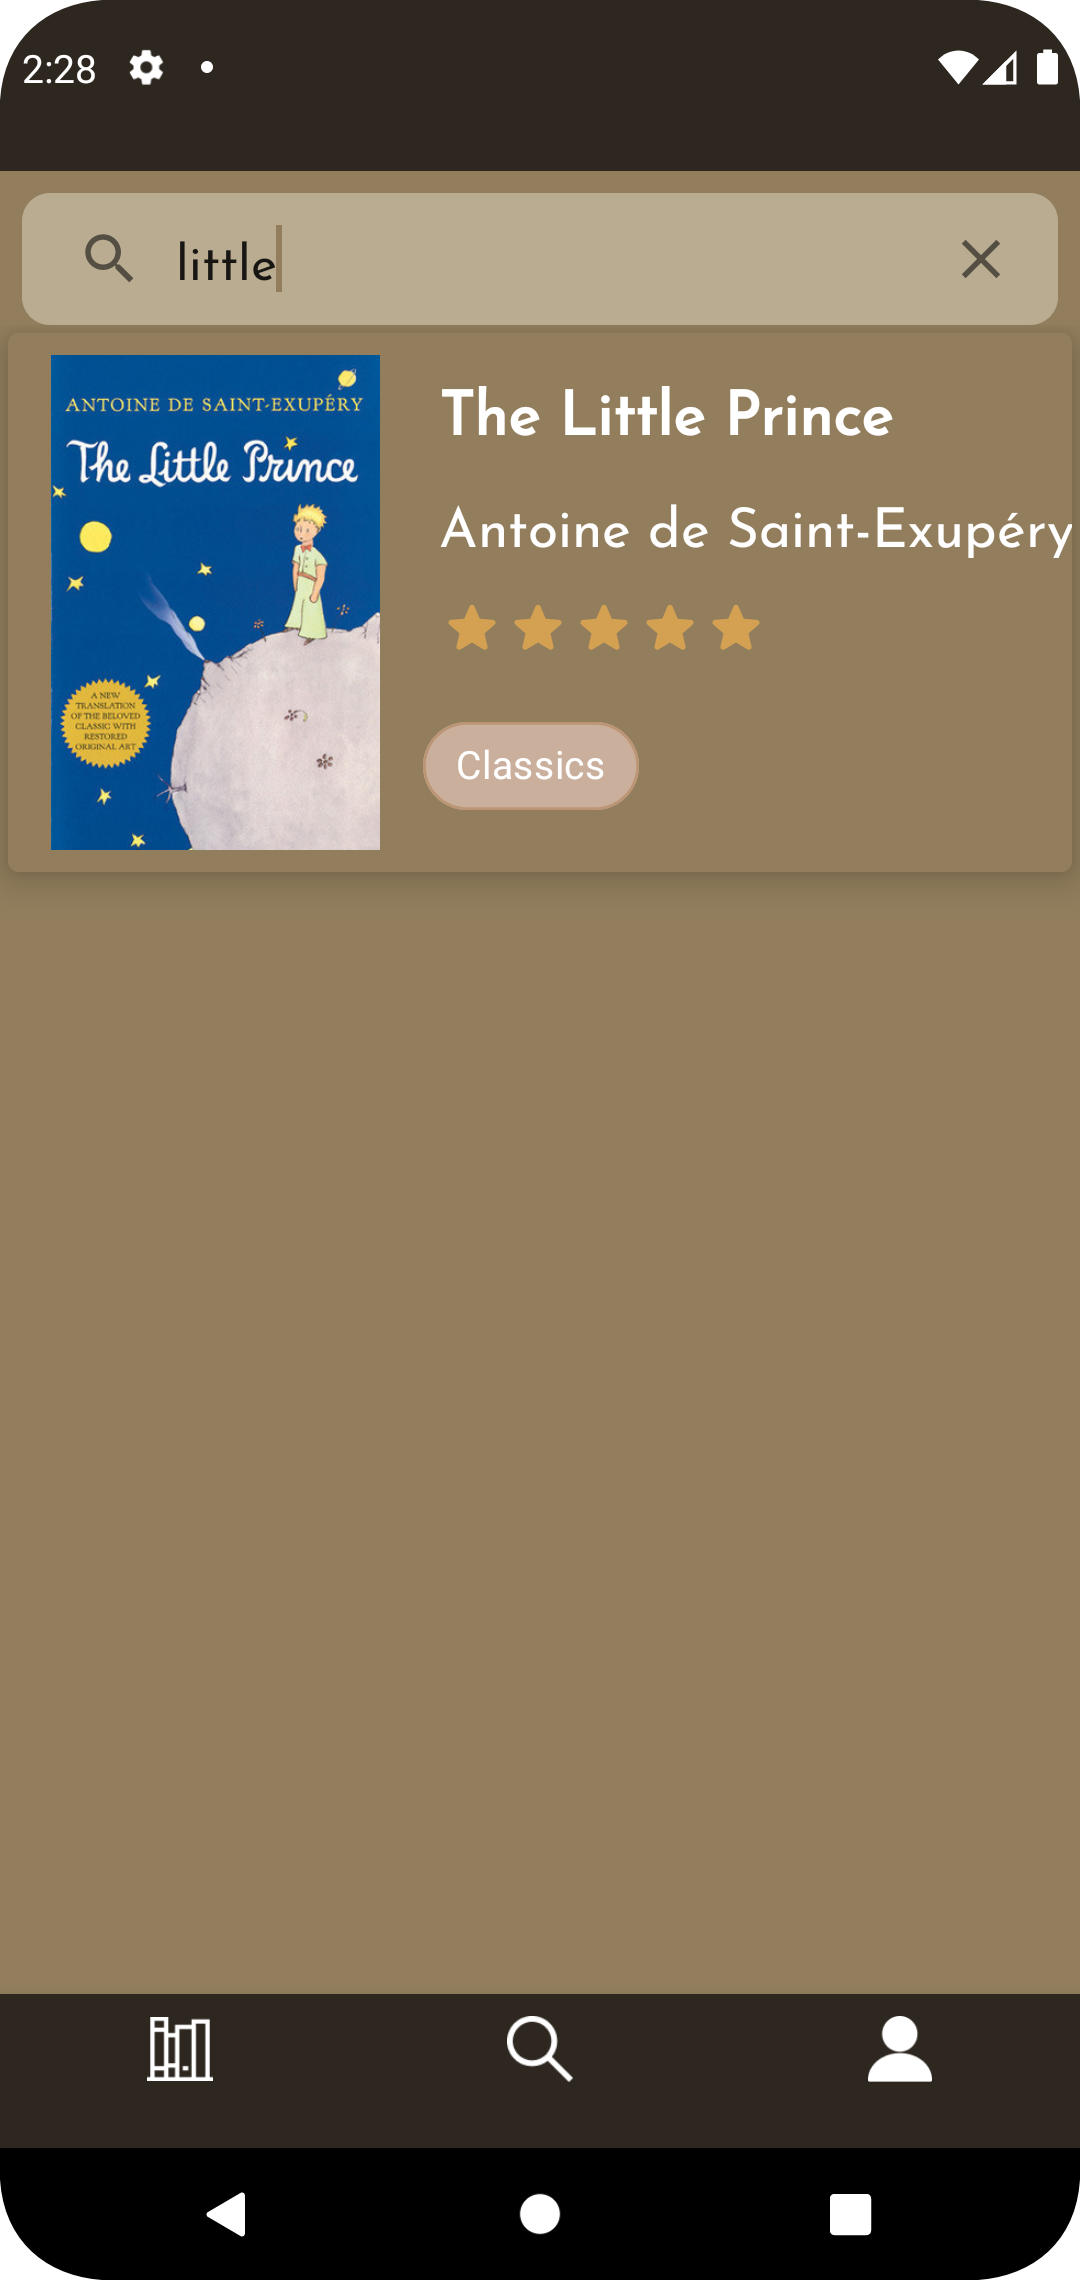 2:28
little
ANTOINE DE SAINT-EXUPÉRY
The Little Prince
A NEW
TRANSLATION
OF THE BELOVED
CLASSIC WITH
RESTORED
ORIGINAL ART
The Little Prince
Antoine de Saint-Exupéry
Classics